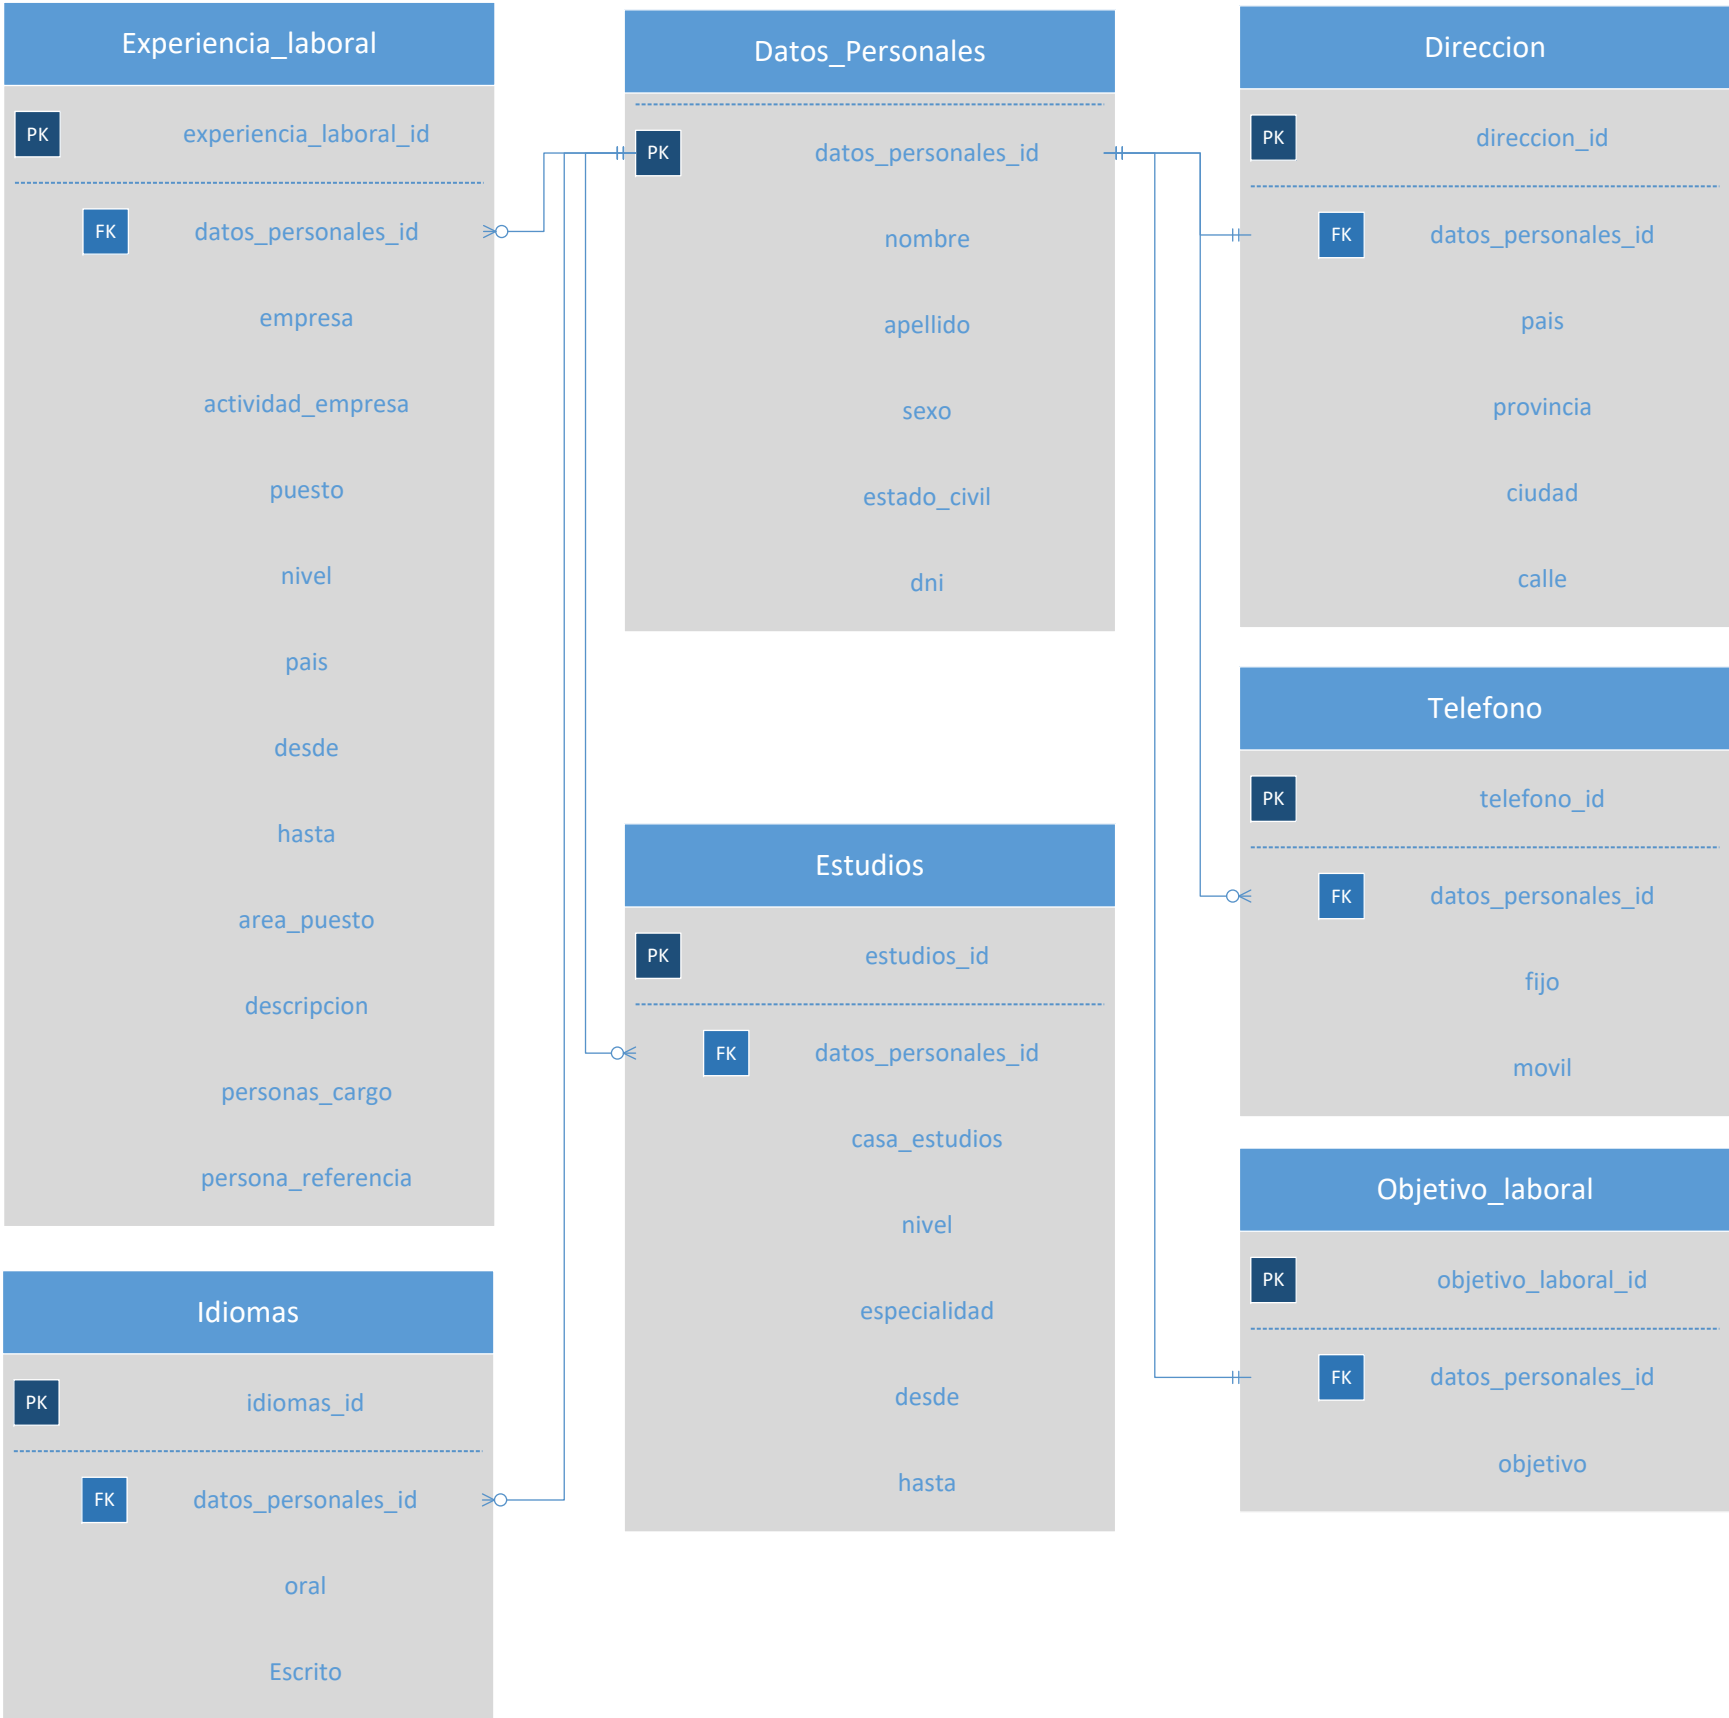 Experiencia_laboral
PK experiencia_laboral_id
FK datos_personales_id
empresa
actividad_empresa
puesto
nivel
pais
desde
hasta
area_puesto
descripcion
personas_cargo
persona_referencia
Idiomas
PK idiomas_id
FK datos_personales_id
oral
Escrito
Datos_Personales
PK datos_personales_id
nombre
apellido
sexo
estado_civil
dni
Estudios
PK estudios_id
FK datos_personales_id
casa_estudios
nivel
especialidad
desde
hasta
Direccion
PK direccion_id
FK datos_personales_id
pais
provincia
ciudad
calle
Telefono
PK telefono_id
FK datos_personales_id
fijo
movil
Objetivo_laboral
PK objetivo_laboral_id
FK datos_personales_id
objetivo